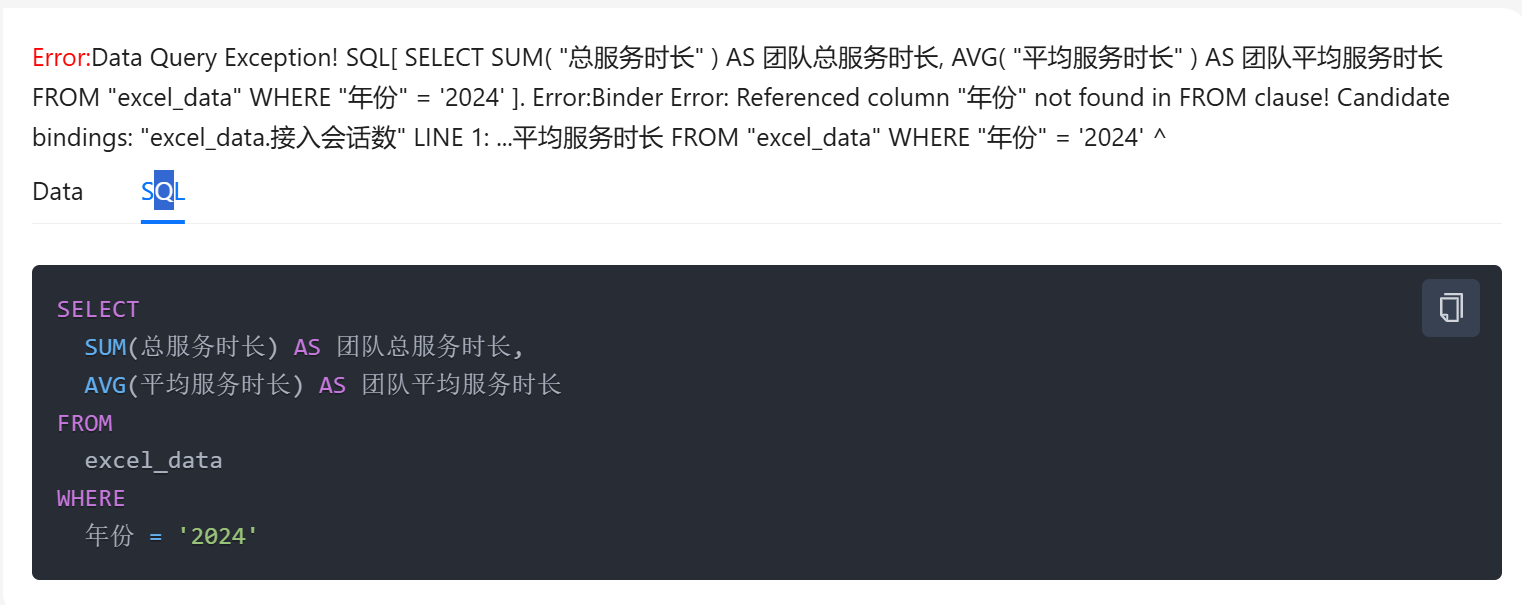 Error:Data Query Exception! SQL[ SELECT SUM( "总服务时长" ) AS 团队总服务时长, AVG( "平均服务时长" ) AS 团队平均服务时长
FROM "excel_data" WHERE "年份" = '2024' ]. Error:Binder Error: Referenced column "年份" not found in FROM clause! Candidate
bindings: "excel_data.接入会话数" LINE 1: ...平均服务时长 FROM "excel_data" WHERE "年份" = '2024' ^
Data SQL
SELECT
SUM(总服务时长) AS 团队总服务时长,
AVG(平均服务时长) AS 团队平均服务时长
FROM
excel_data
WHERE
年份 = '2024'